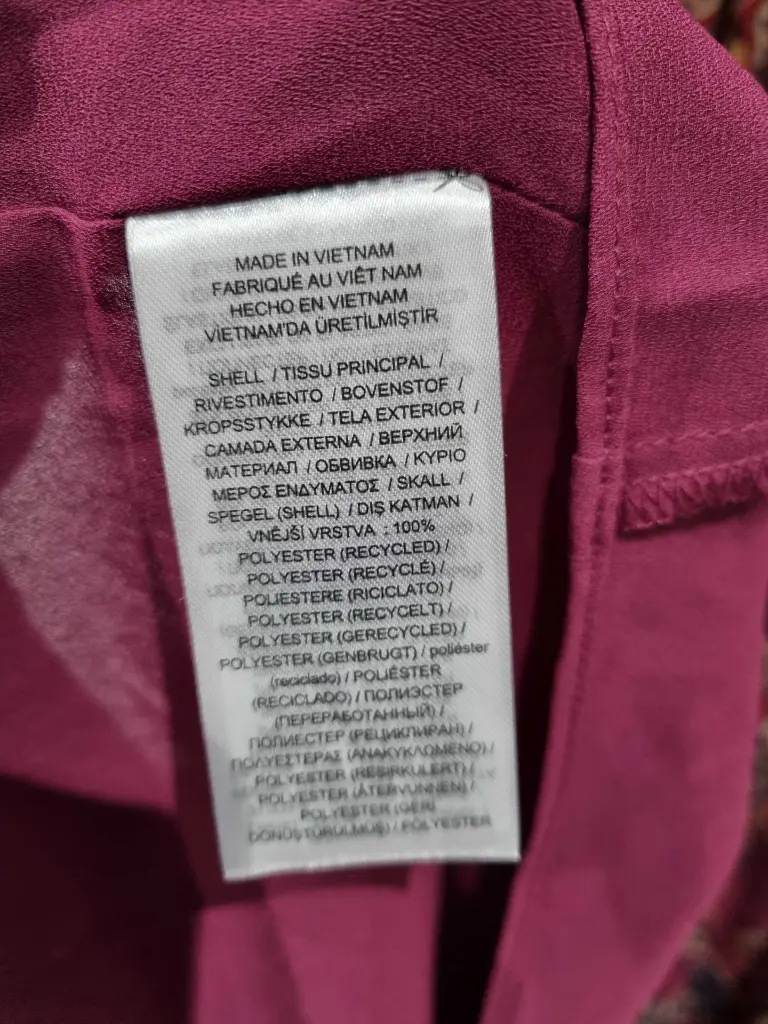 MADE IN VIETNAM
FABRIQUÉ AU VIÊT NAM
HECHO EN VIETNAM
VİETNAM'DA ÜRETİLMİŞTİR
SHELL / TISSU PRINCIPAL /
RIVESTIMENTO / BOVENSTOF /
KROPSSTYKKE / TELA EXTERIOR /
CAMADA EXTERNA / ВЕРХНИЙ
МАТЕРИАЛ / ОБВИВКА / ΚΥΡΙΟ
ΜΕΡΟΣ ΕΝΔΥΜΑΤΟΣ / SKALL /
SPEGEL (SHELL) / DIŞ KATMAN /
VNĚJŠÍ VRSTVA : 100%
POLYESTER (RECYCLED) /
POLYESTER (RECYCLÉ) /
POLIESTERE (RICICLATO) /
POLYESTER (RECYCELT) /
POLYESTER (GERECYCLED) /
POLYESTER (GENBRUGT) / poliéster
(reciclado) / POLIÉSTER
(RECICLADO) / ПОЛИЭСТЕР
(ПЕРЕРАБОТАННЫЙ) /
ПОЛИЕСТЕР (РЕЦИКЛИРАН) /
ΠΟΛΥΕΣΤΕΡΑΣ (ΑΝΑΚΥΚΛΩΜΕΝΟ) /
POLYESTER (RESIRKULERT) /
POLYESTER (ÅTERVUNNEN) /
POLYESTER (GERİ
DÖNÜŞTÜRÜLMÜŞ) / POLYESTER